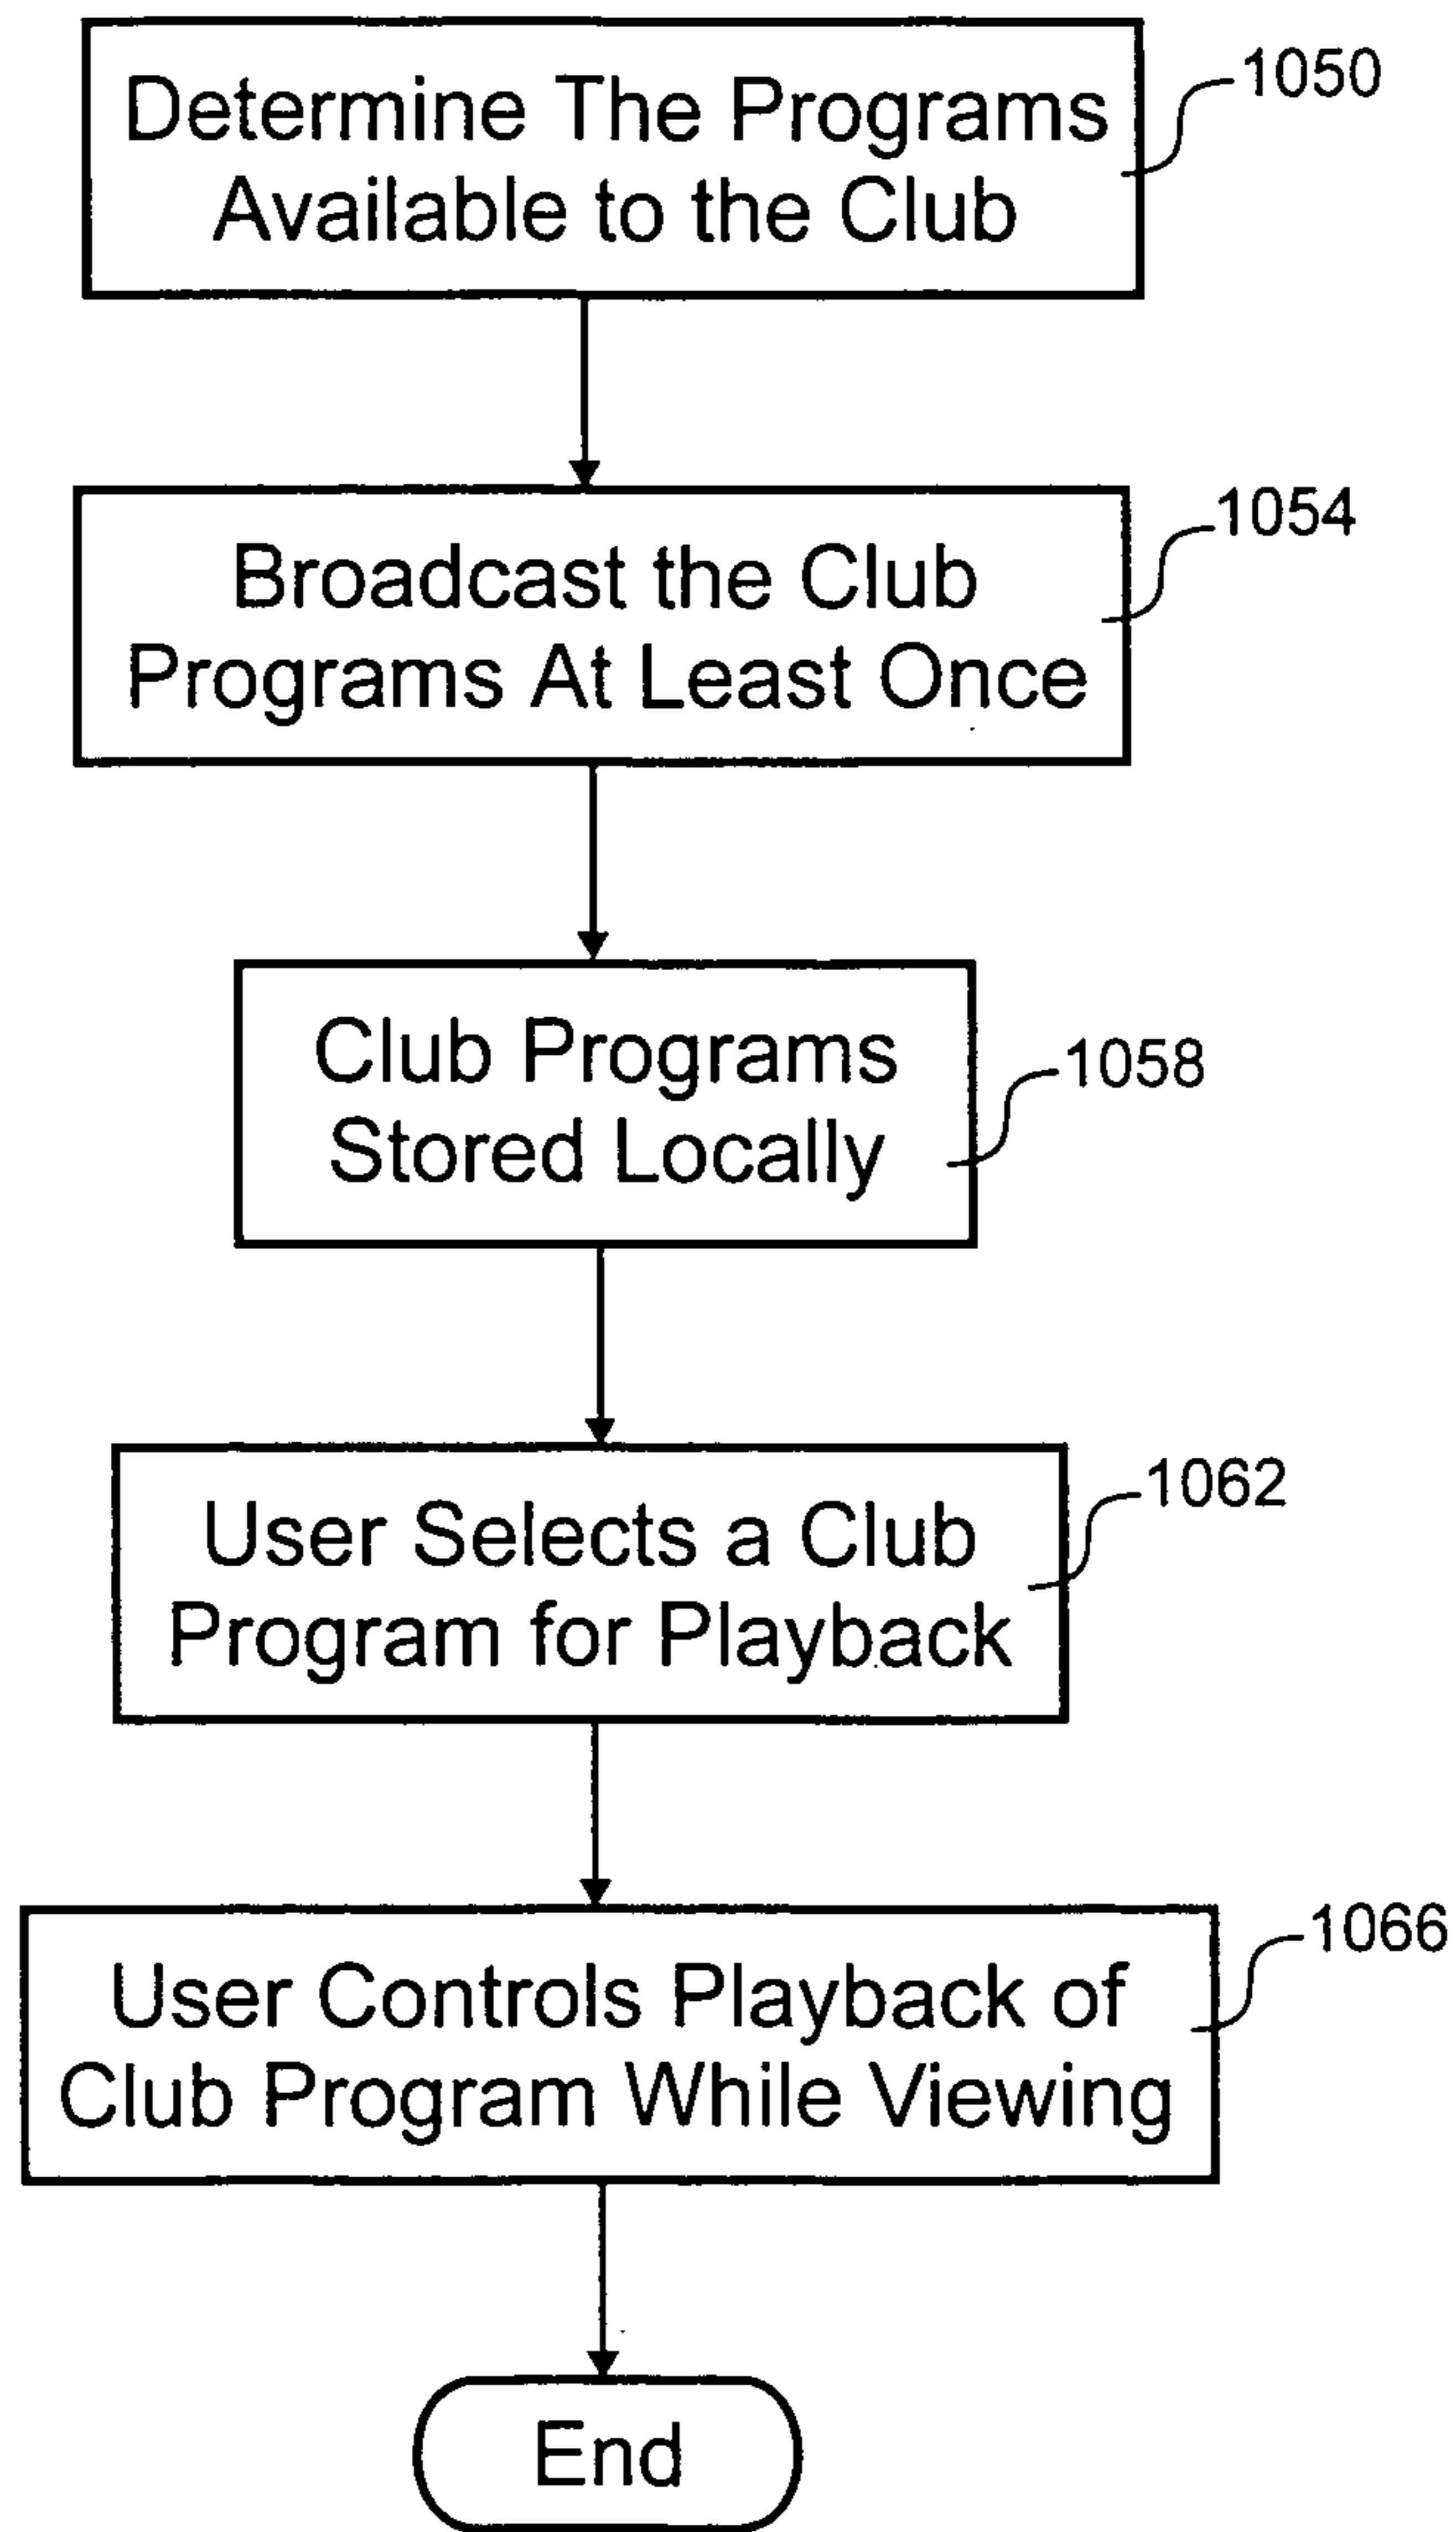 Determine The Programs
Available to the Club
1050
Broadcast the Club
Programs At Least Once
1054
Club Programs
Stored Locally
1058
User Selects a Club
Program for Playback
1062
User Controls Playback of
Club Program While Viewing
1066
End